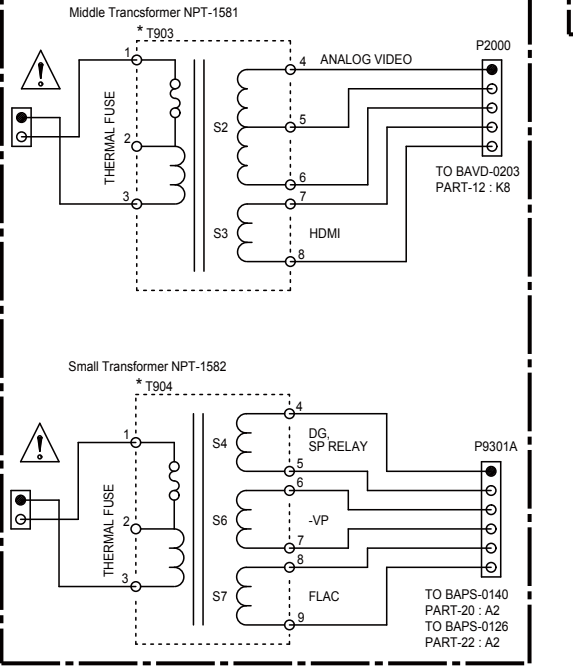 Middle Trancsformer NPT-1581
* T903
1
THERMAL FUSE
2
3
S2
S3
4
ANALOG VIDEO
5
6
7
HDMI
8
P2000
TO BAVD-0203
PART-12 : K8
Small Transformer NPT-1582
* T904
1
THERMAL FUSE
2
3
S4
S6
S7
4
DG,
SP RELAY
5
6
-VP
7
8
FLAC
9
P9301A
TO BAPS-0140
PART-20 : A2
TO BAPS-0126
PART-22 : A2